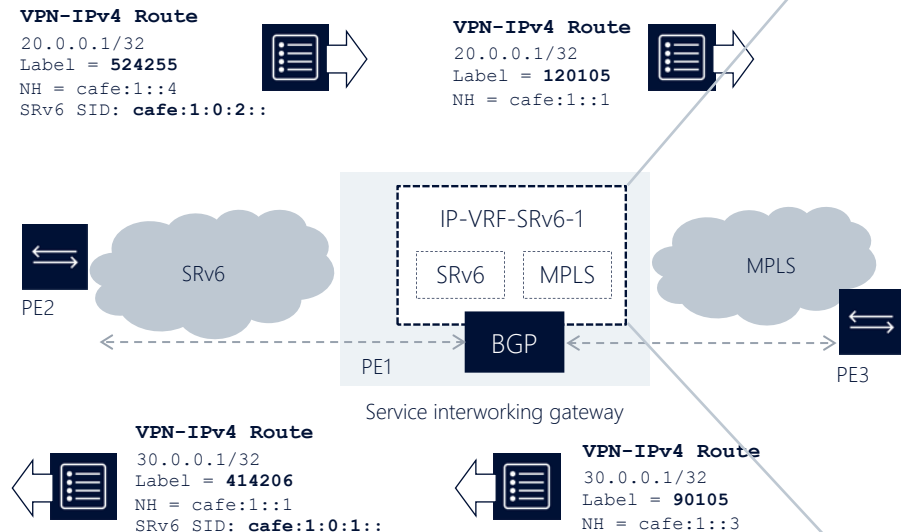 VPN-IPv4 Route
20.0.0.1/32
Label = 524255
NH = cafe:1::4
SRv6 SID: cafe:1:0:2::
VPN-IPv4 Route
20.0.0.1/32
Label = 120105
NH = cafe:1::1
IP-VRF-SRv6-1
SRv6
MPLS
SRv6
MPLS
PE2
BGP
PE1
PE3
Service interworking gateway
VPN-IPv4 Route
30.0.0.1/32
Label = 414206
NH = cafe:1::1
SRv6 SID: cafe:1:0:1::
VPN-IPv4 Route
30.0.0.1/32
Label = 90105
NH = cafe:1::3